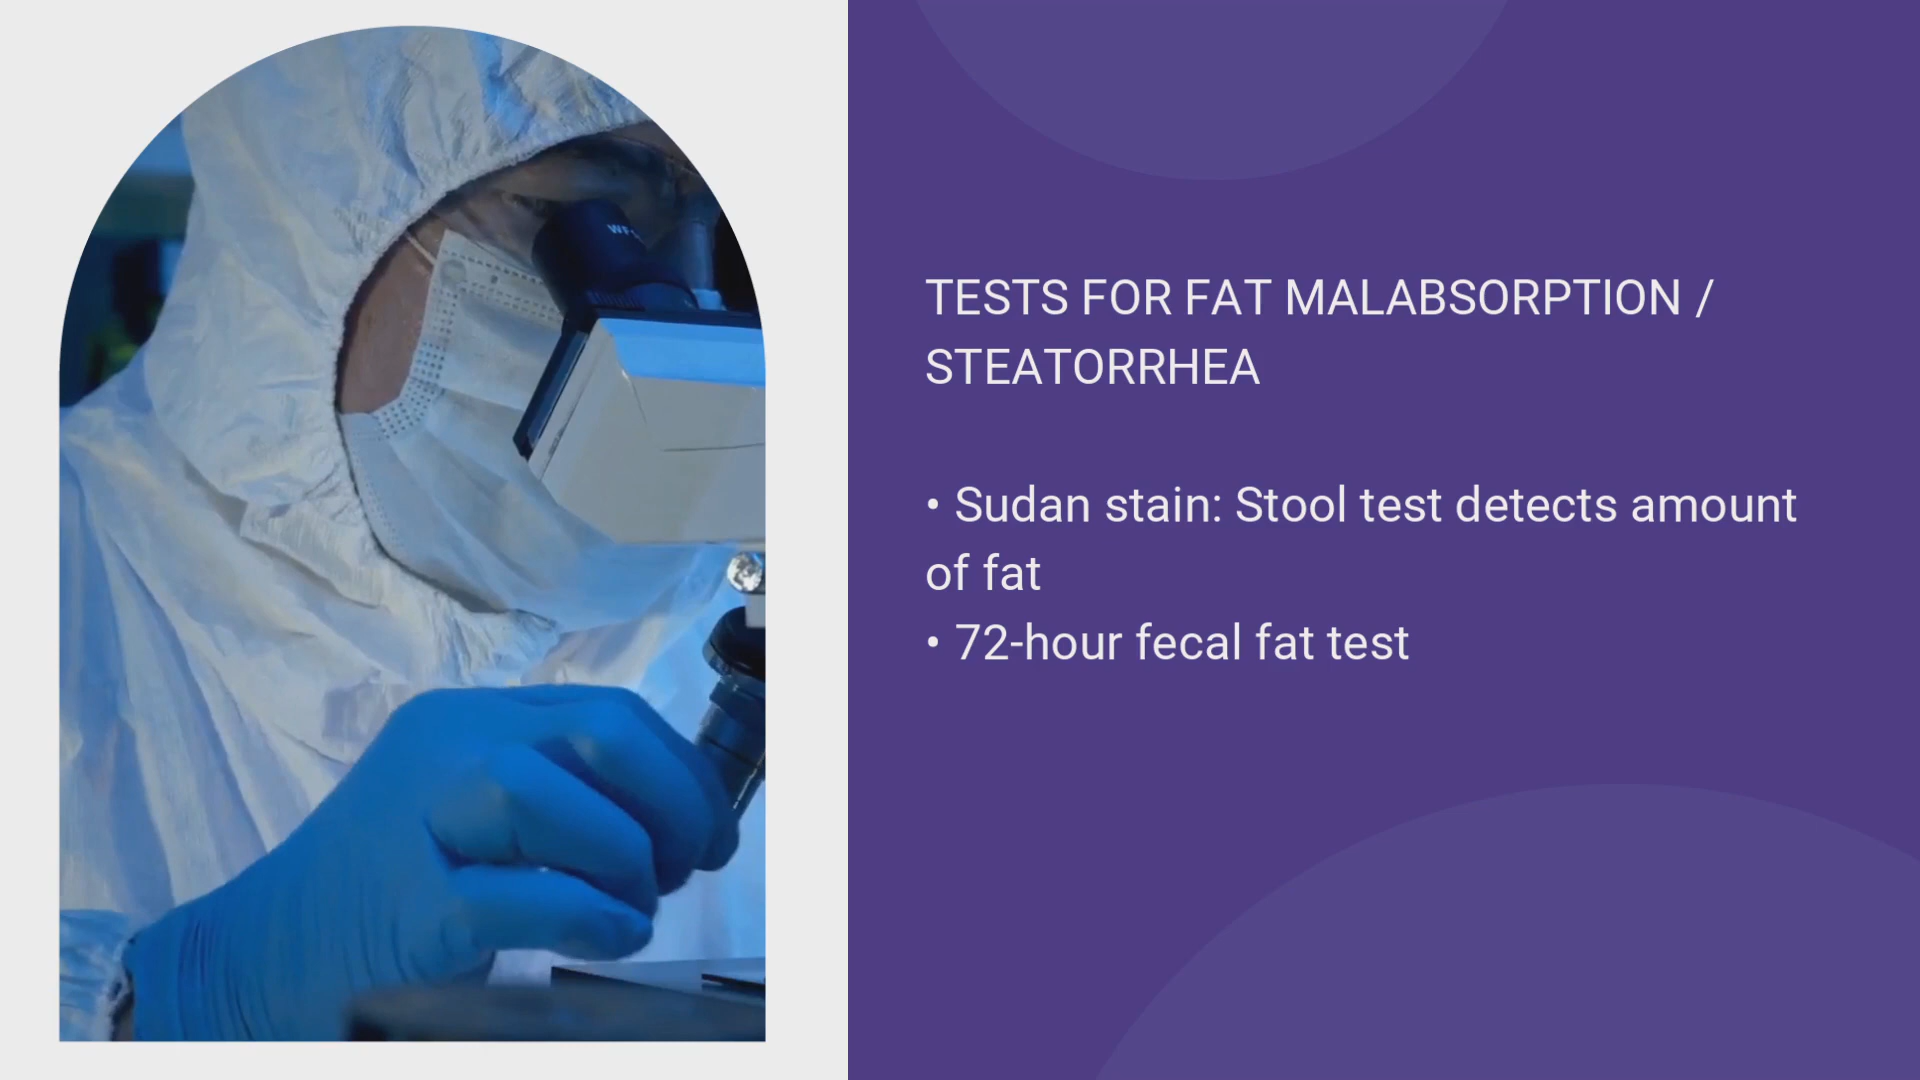 TESTS FOR FAT MALABSORPTION /
STEATORRHEA
• Sudan stain: Stool test detects amount
of fat
• 72-hour fecal fat test